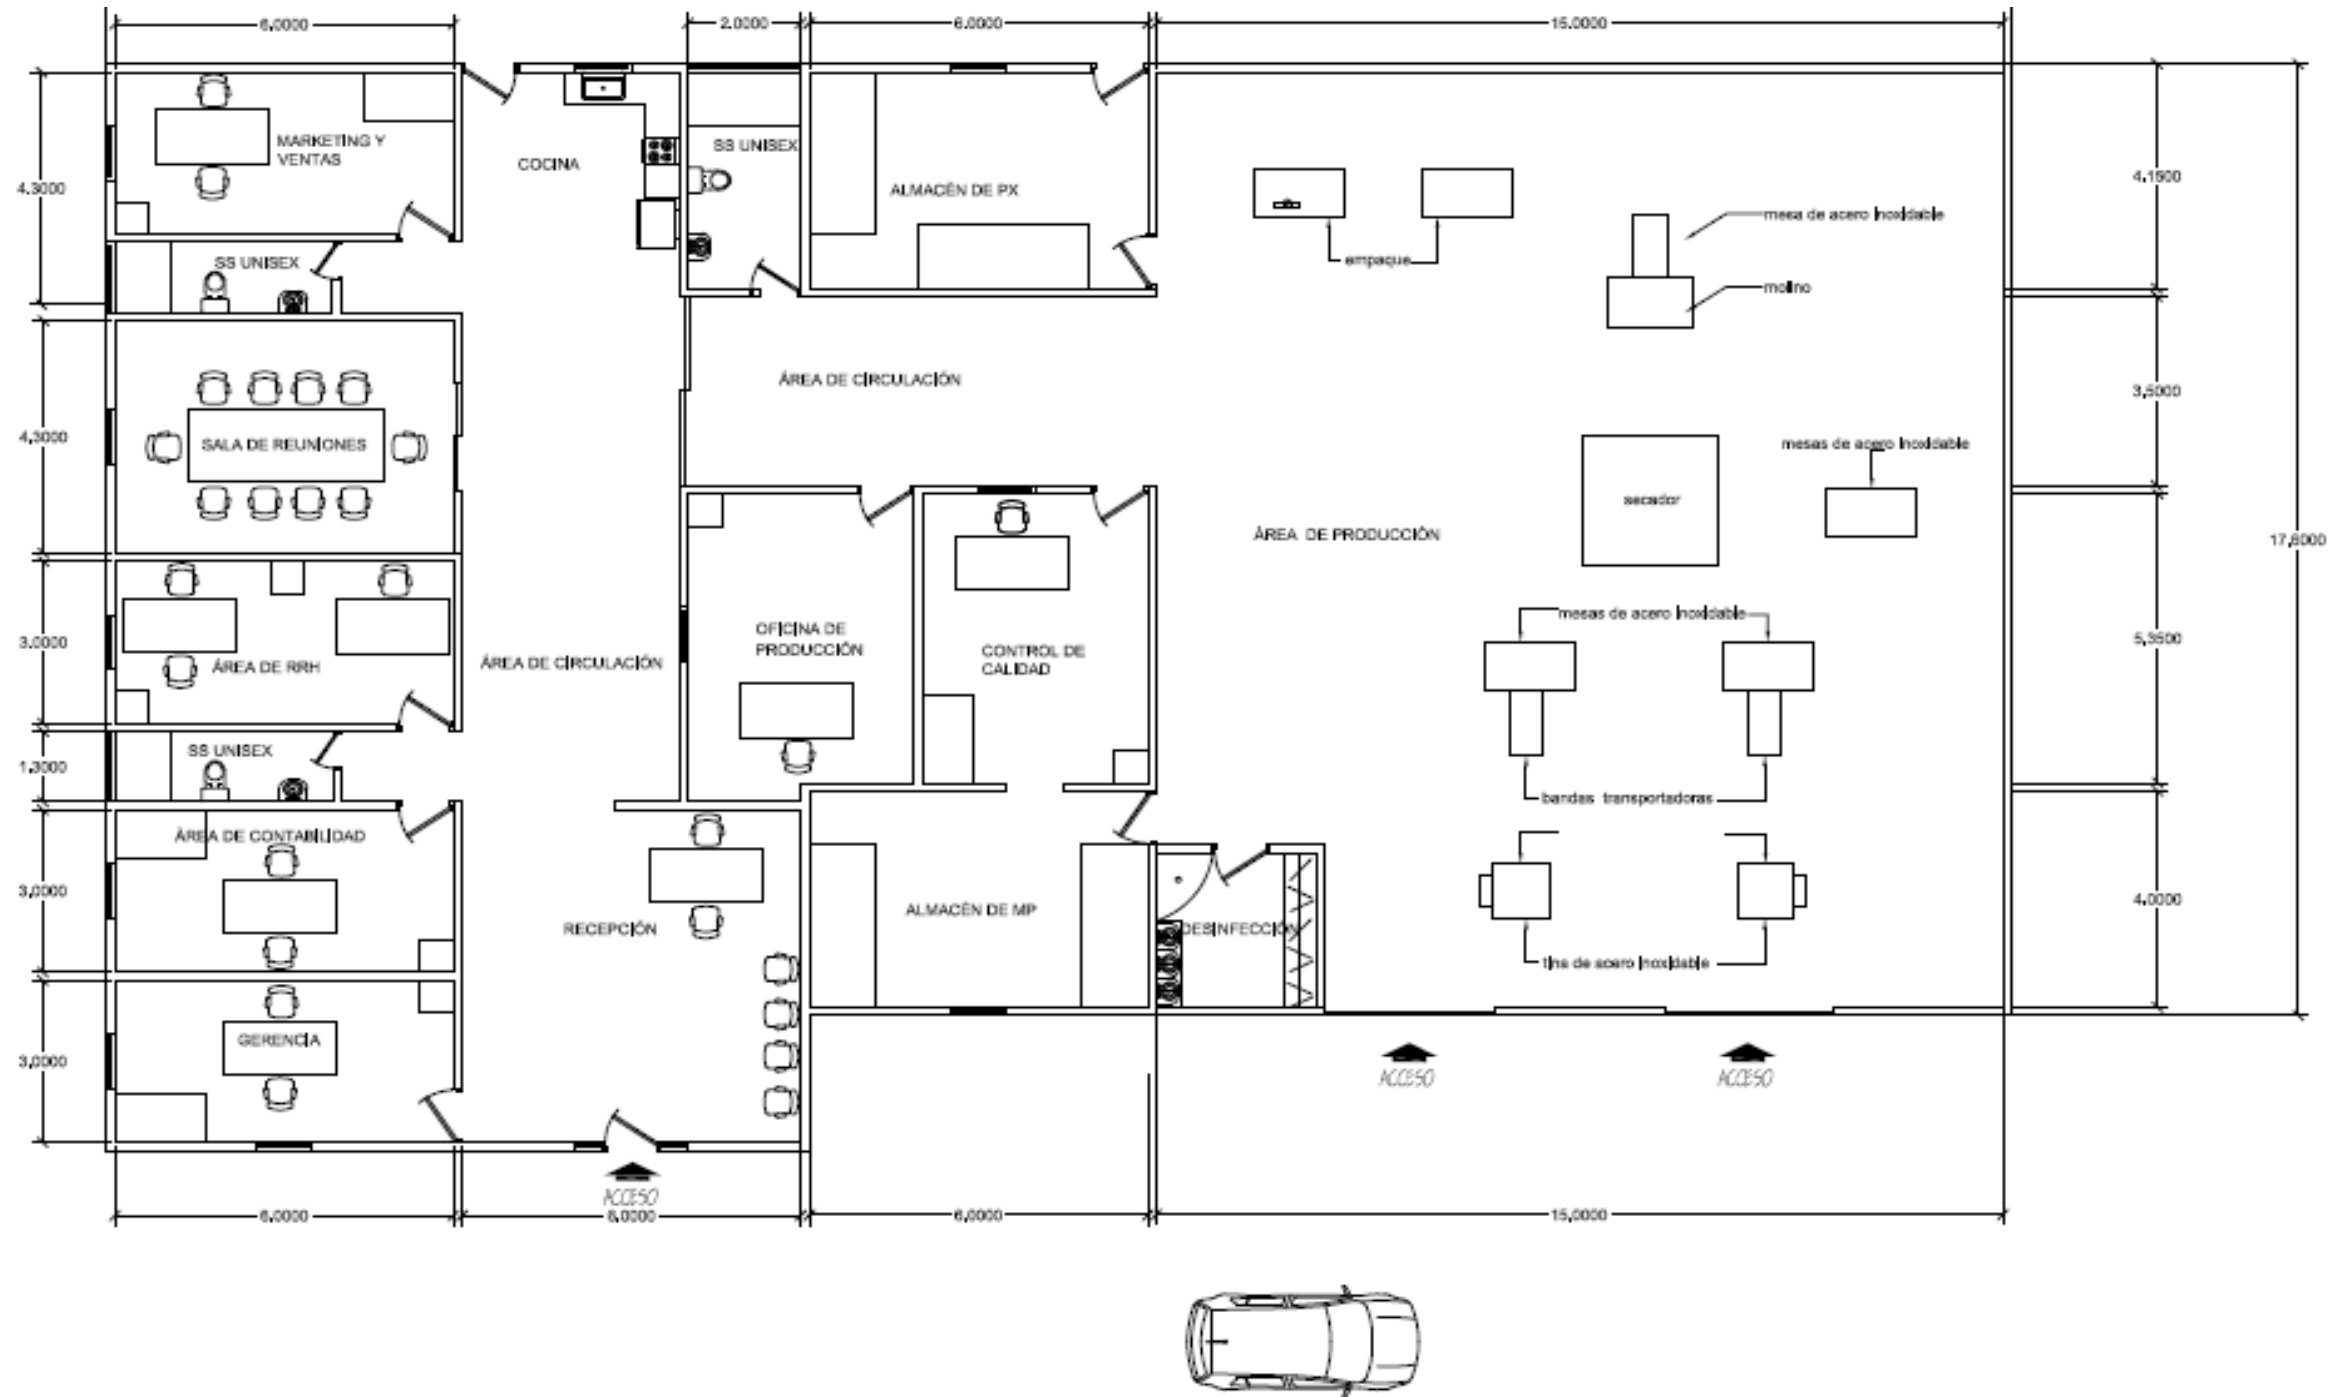 6.0000
2.0000
6.0000
15.0000
MARKETING Y
VENTAS
COCINA
SS UNISEX
ALMACÉN DE PX
4.3000
4.1500
mesa de acero inoxidable
SS UNISEX
empaque
molino
ÁREA DE CIRCULACIÓN
3,5000
4,3000
SALA DE REUNIONES
mesas de acero inoxidable
secador
ÁREA DE PRODUCCIÓN
17,8000
mesas de acero inoxidable
OFICINA DE
PRODUCCIÓN
CONTROL DE
CALIDAD
5,3500
3.0000
ÁREA DE RRH
ÁREA DE CIRCULACIÓN
SS UNISEX
1.3000
bandas transportadoras
ÁREA DE CONTABILIDAD
3,0000
ALMACÉN DE MP
RECEPCIÓN
DESINFECCIÓN
4,0000
tina de acero inoxidable
GERENCIA
3,0000
ACCESO
ACCESO
ACCESO
6,0000
6,0000
6,0000
15,0000